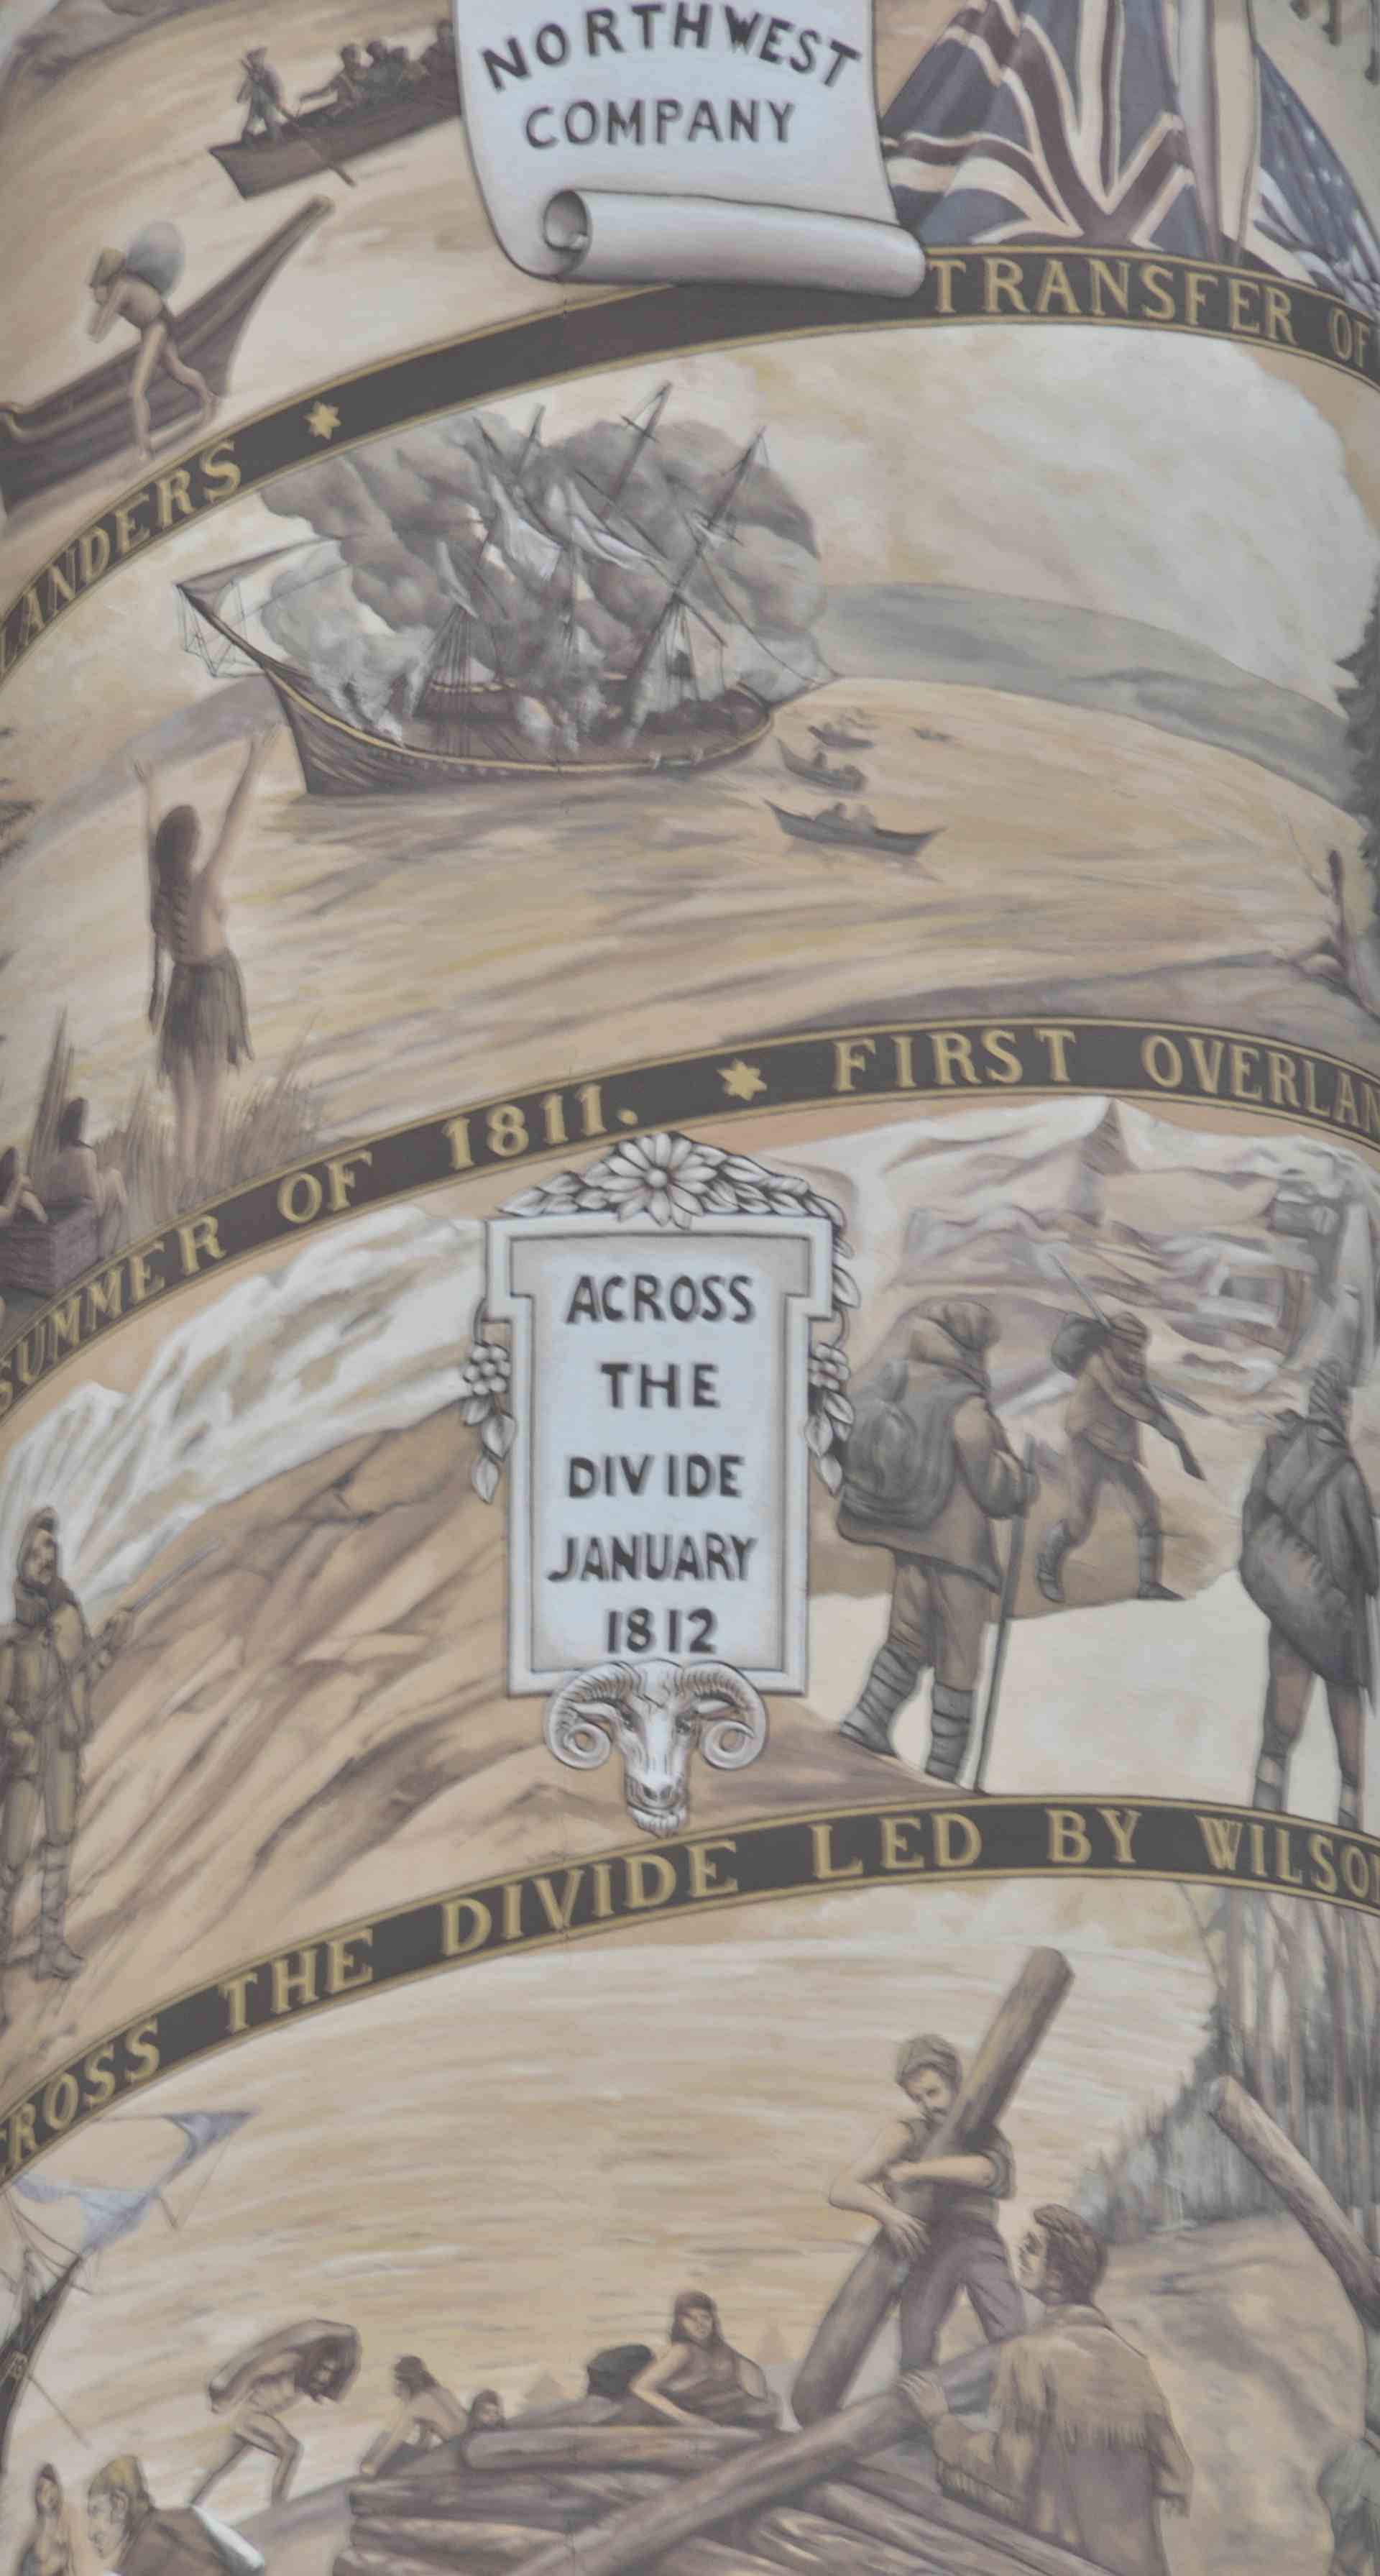 NORTHWEST
COMPANY
TRANSFER OF
LANDERS
SUMMER OF 1811. FIRST OVERLAN
ACROSS
THE
DIVIDE
JANUARY
1812
CROSS THE DIVIDE LED BY WILSO